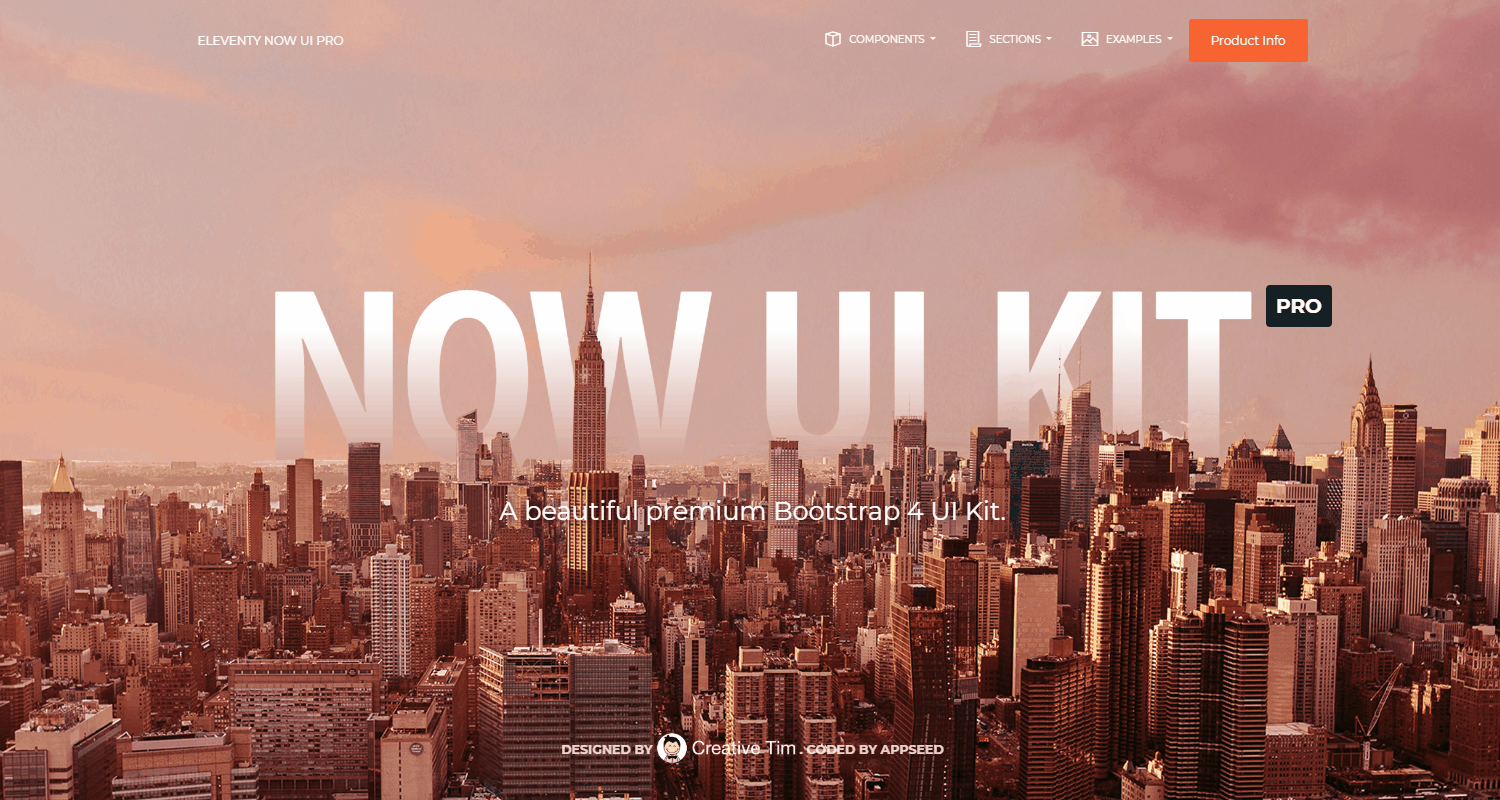 ELEVENTY NOW UI PRO
COMPONENTS
SECTIONS
EXAMPLES
Product Info
NOW UI KIT
PRO
A beautiful premium Bootstrap 4 UI Kit.
DESIGNED BY Creative Tim . CODED BY APPSEED